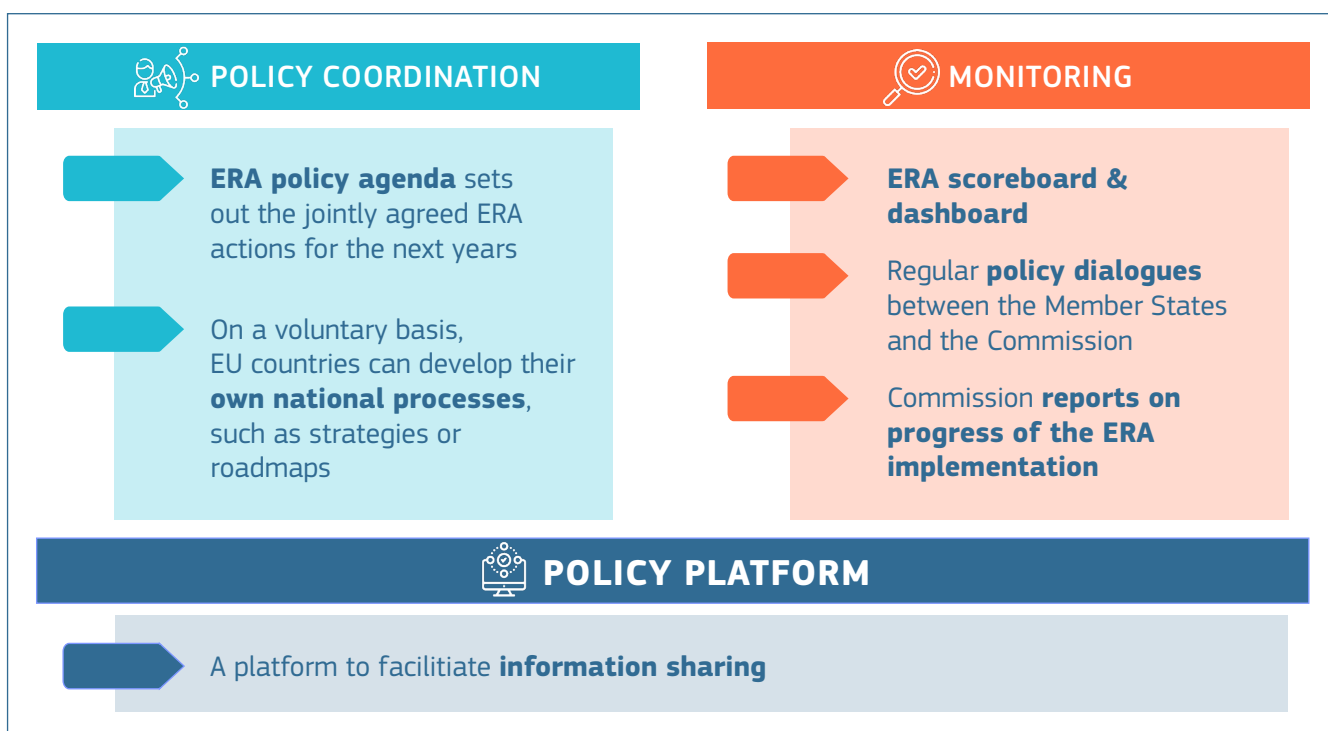 POLICY COORDINATION
ERA policy agenda sets
out the jointly agreed ERA
actions for the next years
On a voluntary basis,
EU countries can develop their
own national processes,
such as strategies or
roadmaps
MONITORING
ERA scoreboard &
dashboard
Regular policy dialogues
between the Member States
and the Commission
Commission reports on
progress of the ERA
implementation
POLICY PLATFORM
A platform to facilitiate information sharing